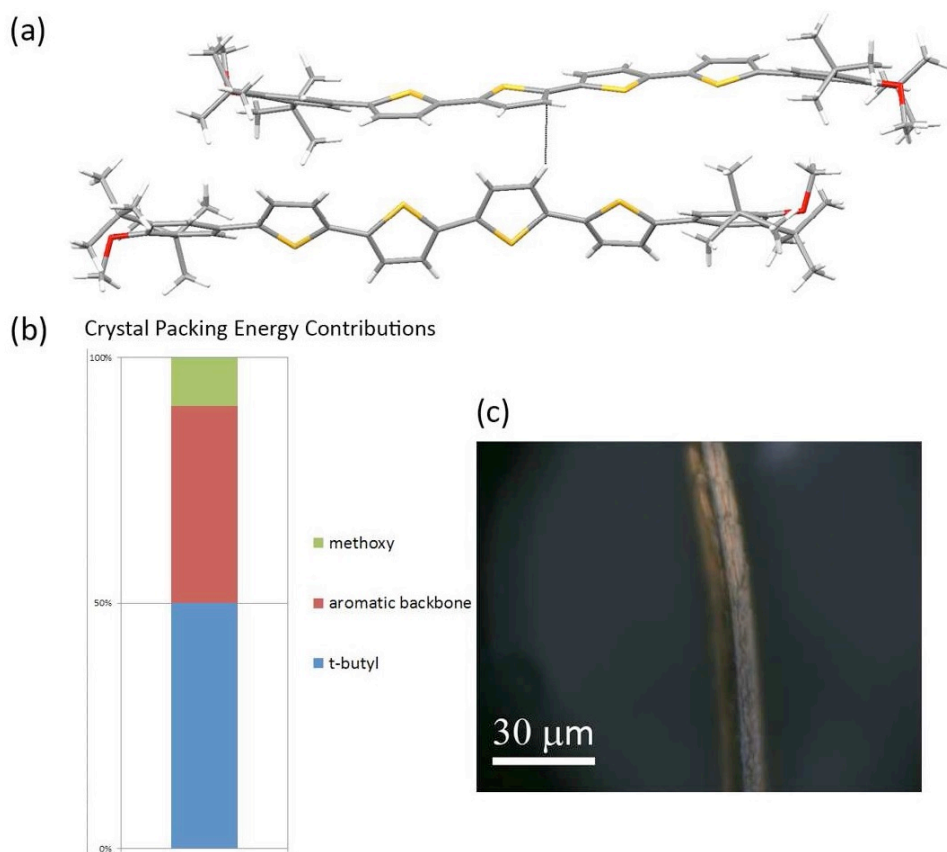 (a)
(b) Crystal Packing Energy Contributions
100%
50%
0%
methoxy
aromatic backbone
t-butyl
(c)
30 μm